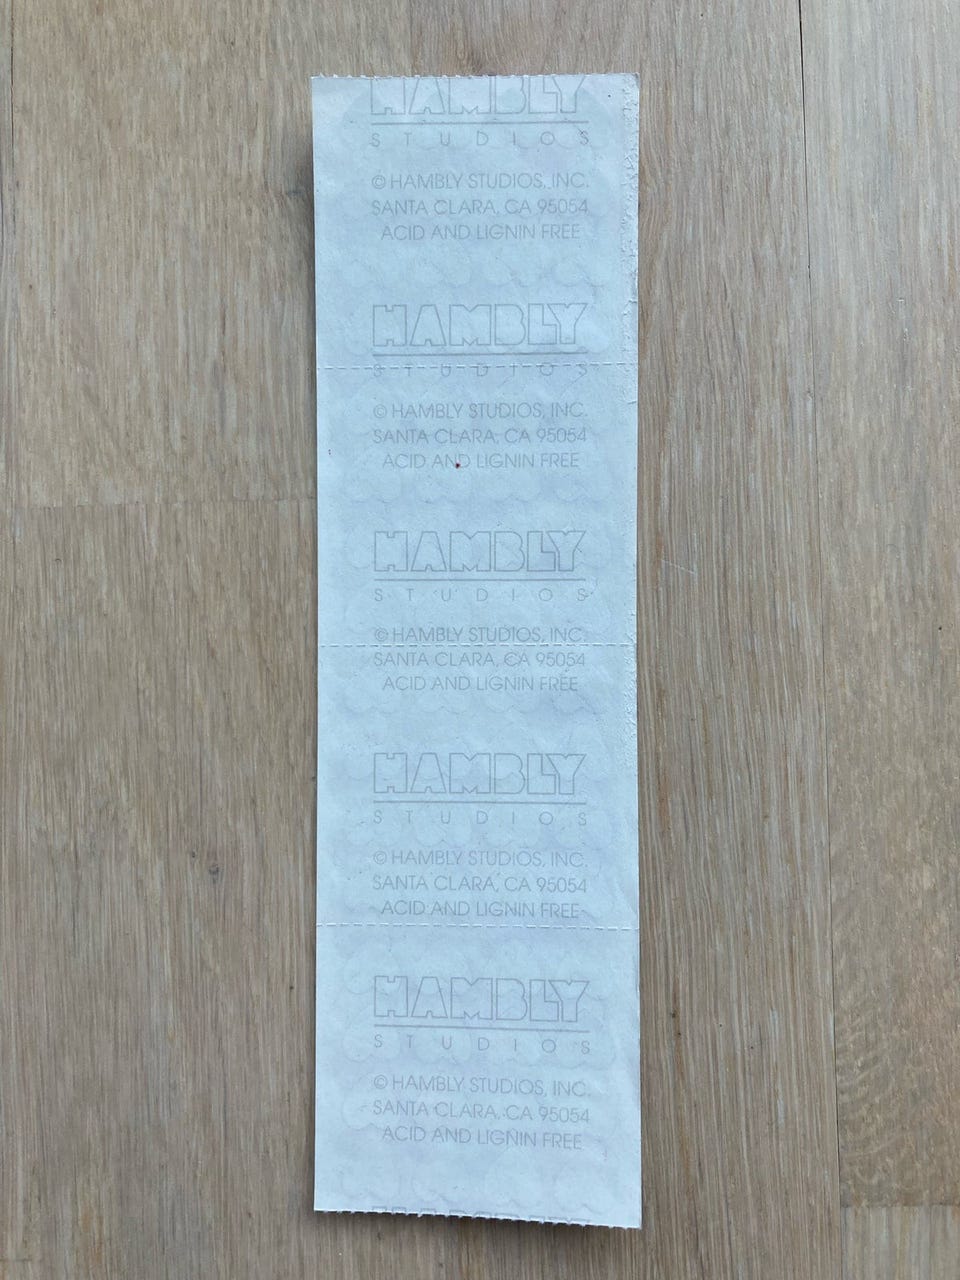 HAMBLY
STUDIOS
© HAMBLY STUDIOS, INC.
SANTA CLARA, CA 95054
ACID AND LIGNIN FREE
HAMBLY
STUDIOS
© HAMBLY STUDIOS, INC.
SANTA CLARA, CA 95054
ACID AND LIGNIN FREE
HAMBLY
STUDIOS
© HAMBLY STUDIOS, INC.
SANTA CLARA, CA 95054
ACID AND LIGNIN FREE
HAMBLY
STUDIOS
© HAMBLY STUDIOS, INC.
SANTA CLARA, CA 95054
ACID AND LIGNIN FREE
HAMBLY
STUDIOS
© HAMBLY STUDIOS, INC.
SANTA CLARA, CA 95054
ACID AND LIGNIN FREE